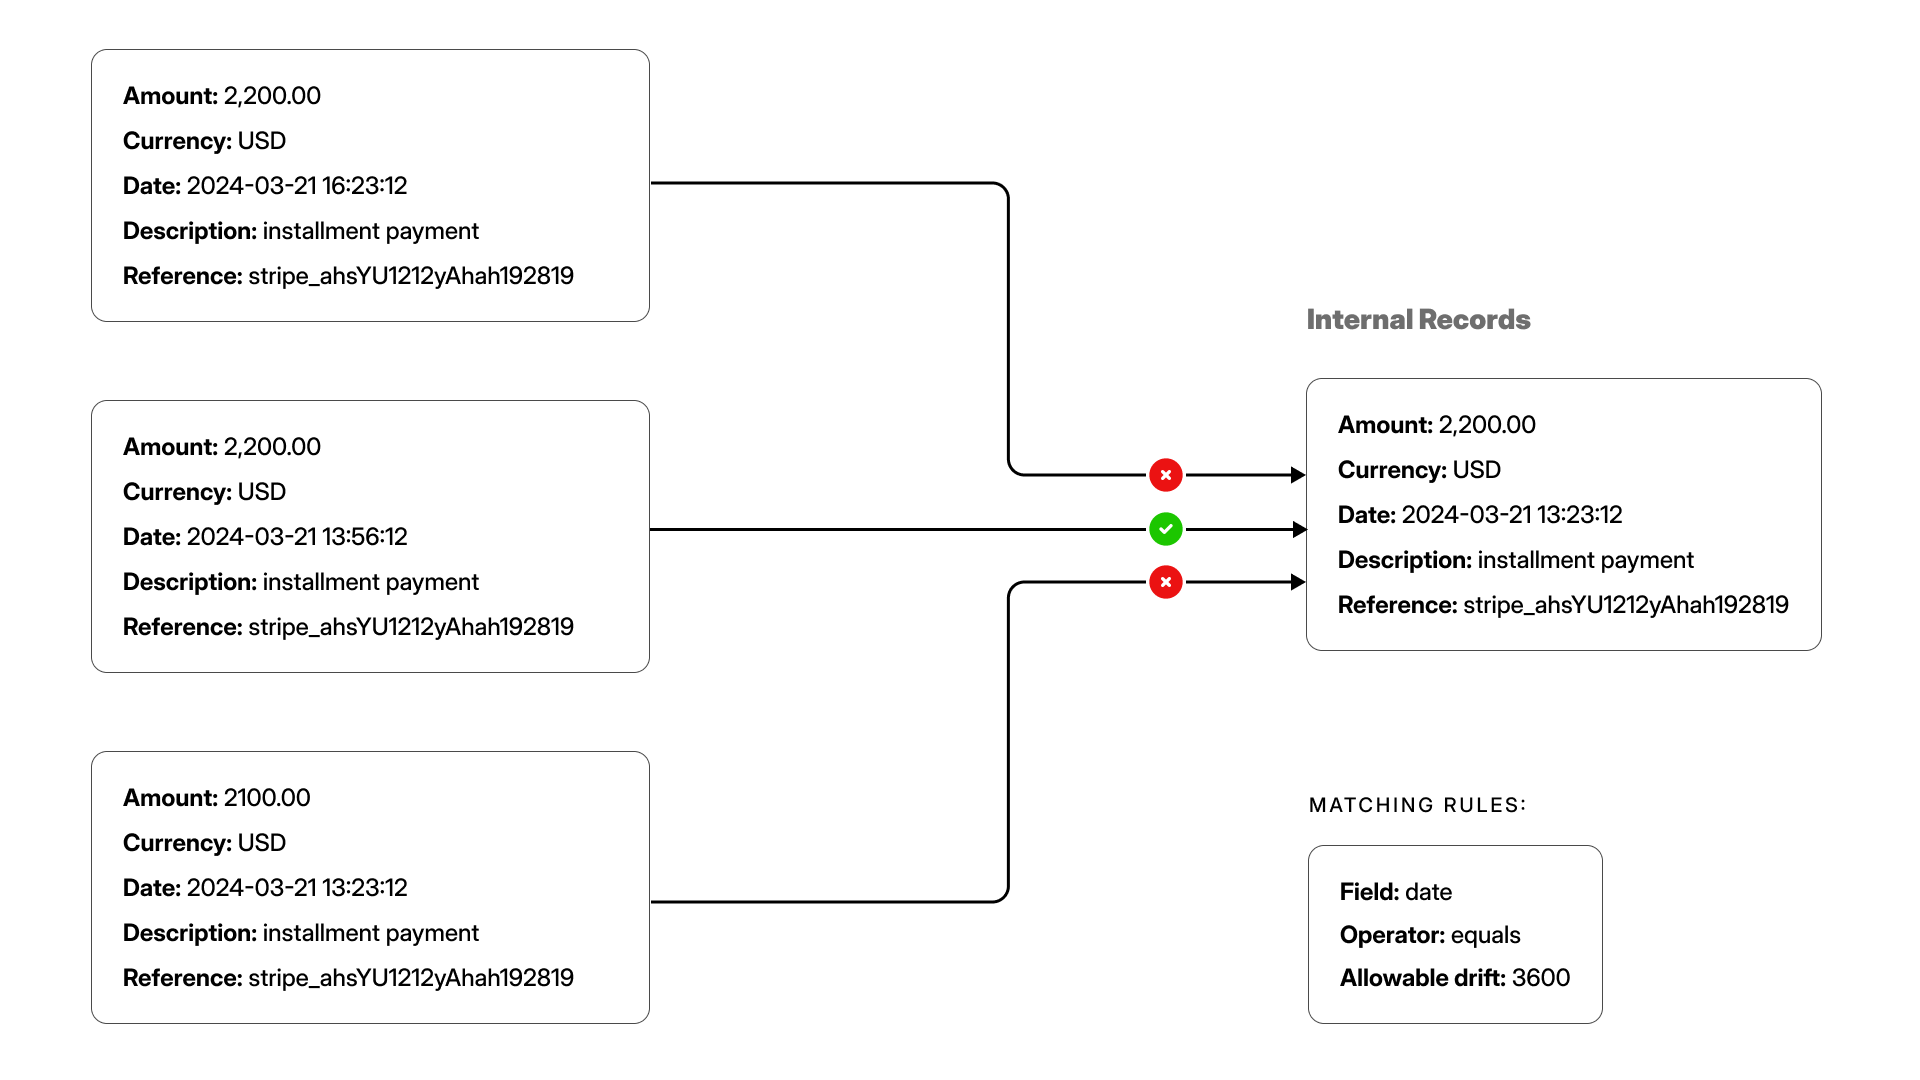 Amount: 2,200.00
Currency: USD
Date: 2024-03-21 16:23:12
Description: installment payment
Reference: stripe_ahsYU1212yAhah192819
Amount: 2,200.00
Currency: USD
Date: 2024-03-21 13:56:12
Description: installment payment
Reference: stripe_ahsYU1212yAhah192819
Amount: 2100.00
Currency: USD
Date: 2024-03-21 13:23:12
Description: installment payment
Reference: stripe_ahsYU1212yAhah192819
Internal Records
Amount: 2,200.00
Currency: USD
Date: 2024-03-21 13:23:12
Description: installment payment
Reference: stripe_ahsYU1212yAhah192819
MATCHING RULES:
Field: date
Operator: equals
Allowable drift: 3600